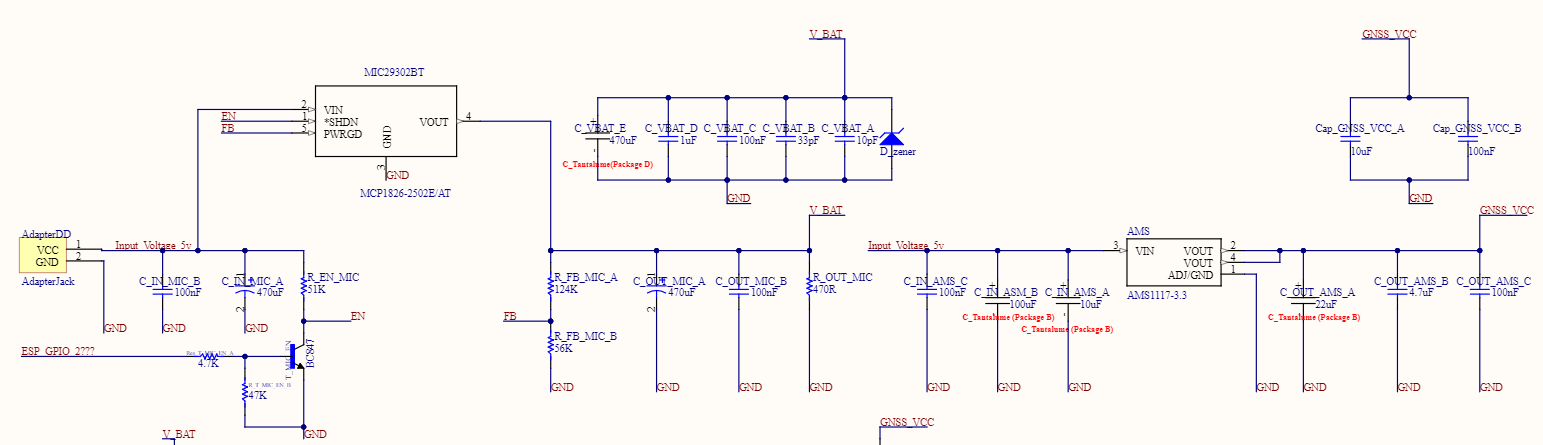 V_BAT
GNSS_VCC
MIC29302BT
2 VIN
EN 1 *SHDN
FB 5 PWRGD
VOUT 4
GND
3
GND
MCP1826-2502E/AT
C_VBAT_E
470uF
C_Tantalume(Package D)
C_VBAT_D
1uF
C_VBAT_C
100nF
C_VBAT_B
33pF
C_VBAT_A
10pF
D_zener
GND
Cap_GNSS_VCC_A
10uF
Cap_GNSS_VCC_B
100nF
GND
AdapterDD
VCC 1
GND 2
AdapterJack
GND
Input_Voltage_5v
C_IN_MIC_B
100nF
GND
1
C_IN_MIC_A
470uF
2
GND
R_EN_MIC
51K
EN
ESP_GPIO_2???
Res_T_MIC_EN_A
4.7K
R_T_MIC_EN_B
47K
T_MIC_EN
BC847
GND
V_BAT
R_FB_MIC_A
124K
FB
R_FB_MIC_B
56K
GND
1
C_OUT_MIC_A
470uF
2
GND
C_OUT_MIC_B
100nF
GND
V_BAT
R_OUT_MIC
470R
GND
Input_Voltage_5v
C_IN_AMS_C
100nF
GND
C_IN_ASM_B
100uF
C_Tantalume (Package B)
GND
C_IN_AMS_A
10uF
C_Tantalume (Package B)
GND
AMS
3 VIN
VOUT 2
VOUT 4
ADJ/GND 1
AMS1117-3.3
GND
GNSS_VCC
C_OUT_AMS_A
22uF
C_Tantalume (Package B)
GND
C_OUT_AMS_B
4.7uF
GND
C_OUT_AMS_C
100nF
GND
GNSS_VCC